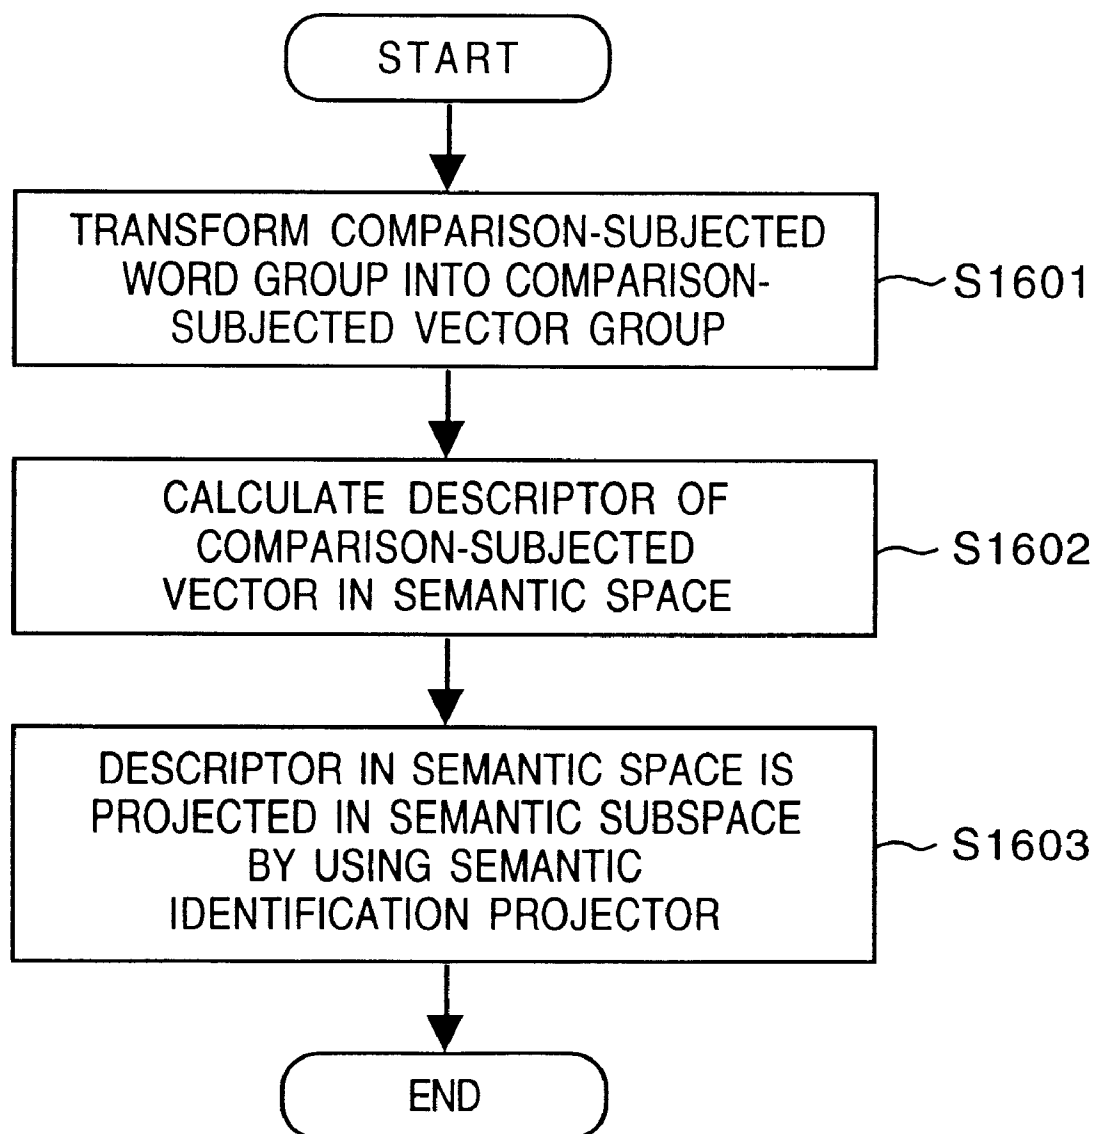 START
TRANSFORM COMPARISON-SUBJECTED
WORD GROUP INTO COMPARISON-
SUBJECTED VECTOR GROUP
S1601
CALCULATE DESCRIPTOR OF
COMPARISON-SUBJECTED
VECTOR IN SEMANTIC SPACE
S1602
DESCRIPTOR IN SEMANTIC SPACE IS
PROJECTED IN SEMANTIC SUBSPACE
BY USING SEMANTIC
IDENTIFICATION PROJECTOR
S1603
END